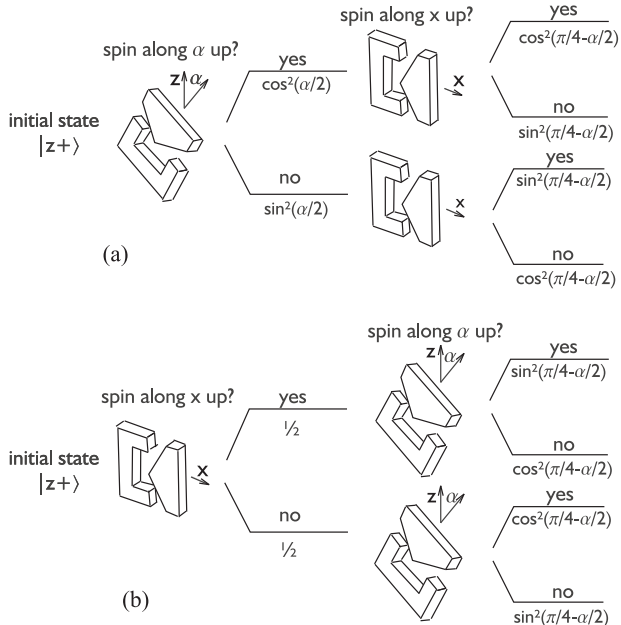 spin along x up?
yes
cos²(π/4-α/2)
spin along α up?
z α
yes
cos²(α/2)
x
no
sin²(π/4-α/2)
initial state
|z+⟩
yes
sin²(π/4-α/2)
no
sin²(α/2)
x
no
cos²(π/4-α/2)
(a)
spin along α up?
z α
yes
sin²(π/4-α/2)
spin along x up?
yes
½
x
no
cos²(π/4-α/2)
initial state
|z+⟩
z α
yes
cos²(π/4-α/2)
no
½
no
sin²(π/4-α/2)
(b)